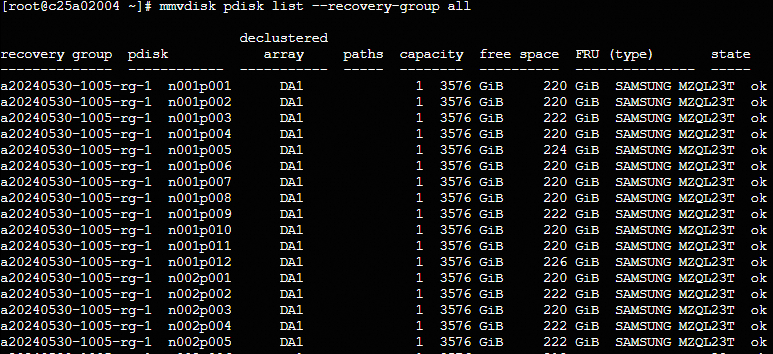 [root@c25a02004 ~]# mmvdisk pdisk list --recovery-group all
declustered
recovery group  pdisk            array     paths  capacity  free space  FRU (type)       state
--------------  ------------  -----------  -----  --------  ----------  ---------------  -----
a20240530-1005-rg-1  n001p001      DA1              1  3576 GiB     220 GiB  SAMSUNG MZQL23T  ok
a20240530-1005-rg-1  n001p002      DA1              1  3576 GiB     220 GiB  SAMSUNG MZQL23T  ok
a20240530-1005-rg-1  n001p003      DA1              1  3576 GiB     222 GiB  SAMSUNG MZQL23T  ok
a20240530-1005-rg-1  n001p004      DA1              1  3576 GiB     220 GiB  SAMSUNG MZQL23T  ok
a20240530-1005-rg-1  n001p005      DA1              1  3576 GiB     224 GiB  SAMSUNG MZQL23T  ok
a20240530-1005-rg-1  n001p006      DA1              1  3576 GiB     220 GiB  SAMSUNG MZQL23T  ok
a20240530-1005-rg-1  n001p007      DA1              1  3576 GiB     220 GiB  SAMSUNG MZQL23T  ok
a20240530-1005-rg-1  n001p008      DA1              1  3576 GiB     220 GiB  SAMSUNG MZQL23T  ok
a20240530-1005-rg-1  n001p009      DA1              1  3576 GiB     222 GiB  SAMSUNG MZQL23T  ok
a20240530-1005-rg-1  n001p010      DA1              1  3576 GiB     220 GiB  SAMSUNG MZQL23T  ok
a20240530-1005-rg-1  n001p011      DA1              1  3576 GiB     220 GiB  SAMSUNG MZQL23T  ok
a20240530-1005-rg-1  n001p012      DA1              1  3576 GiB     226 GiB  SAMSUNG MZQL23T  ok
a20240530-1005-rg-1  n002p001      DA1              1  3576 GiB     220 GiB  SAMSUNG MZQL23T  ok
a20240530-1005-rg-1  n002p002      DA1              1  3576 GiB     222 GiB  SAMSUNG MZQL23T  ok
a20240530-1005-rg-1  n002p003      DA1              1  3576 GiB     220 GiB  SAMSUNG MZQL23T  ok
a20240530-1005-rg-1  n002p004      DA1              1  3576 GiB     222 GiB  SAMSUNG MZQL23T  ok
a20240530-1005-rg-1  n002p005      DA1              1  3576 GiB     222 GiB  SAMSUNG MZQL23T  ok